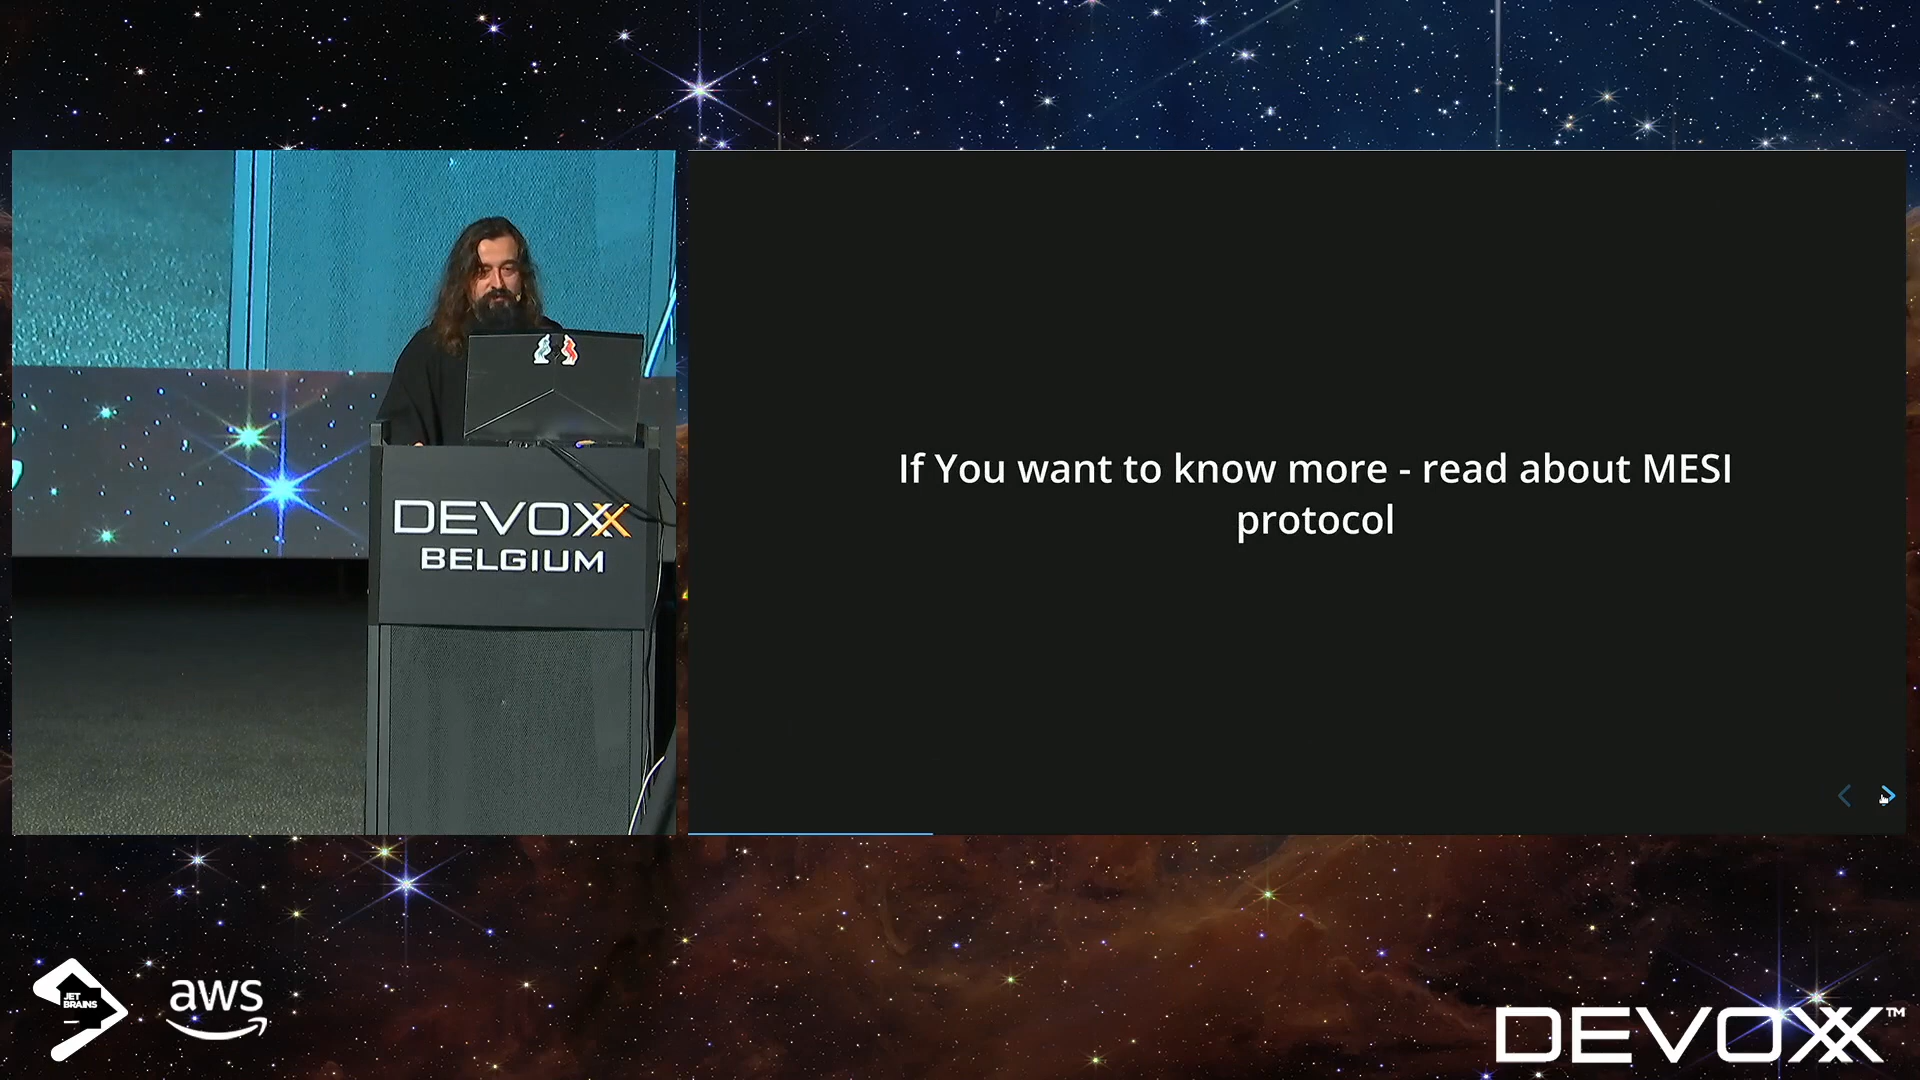 If You want to know more - read about MESI
protocol
DEVOXX
BELGIUM
JET
BRAINS
aws
DEVOXX™